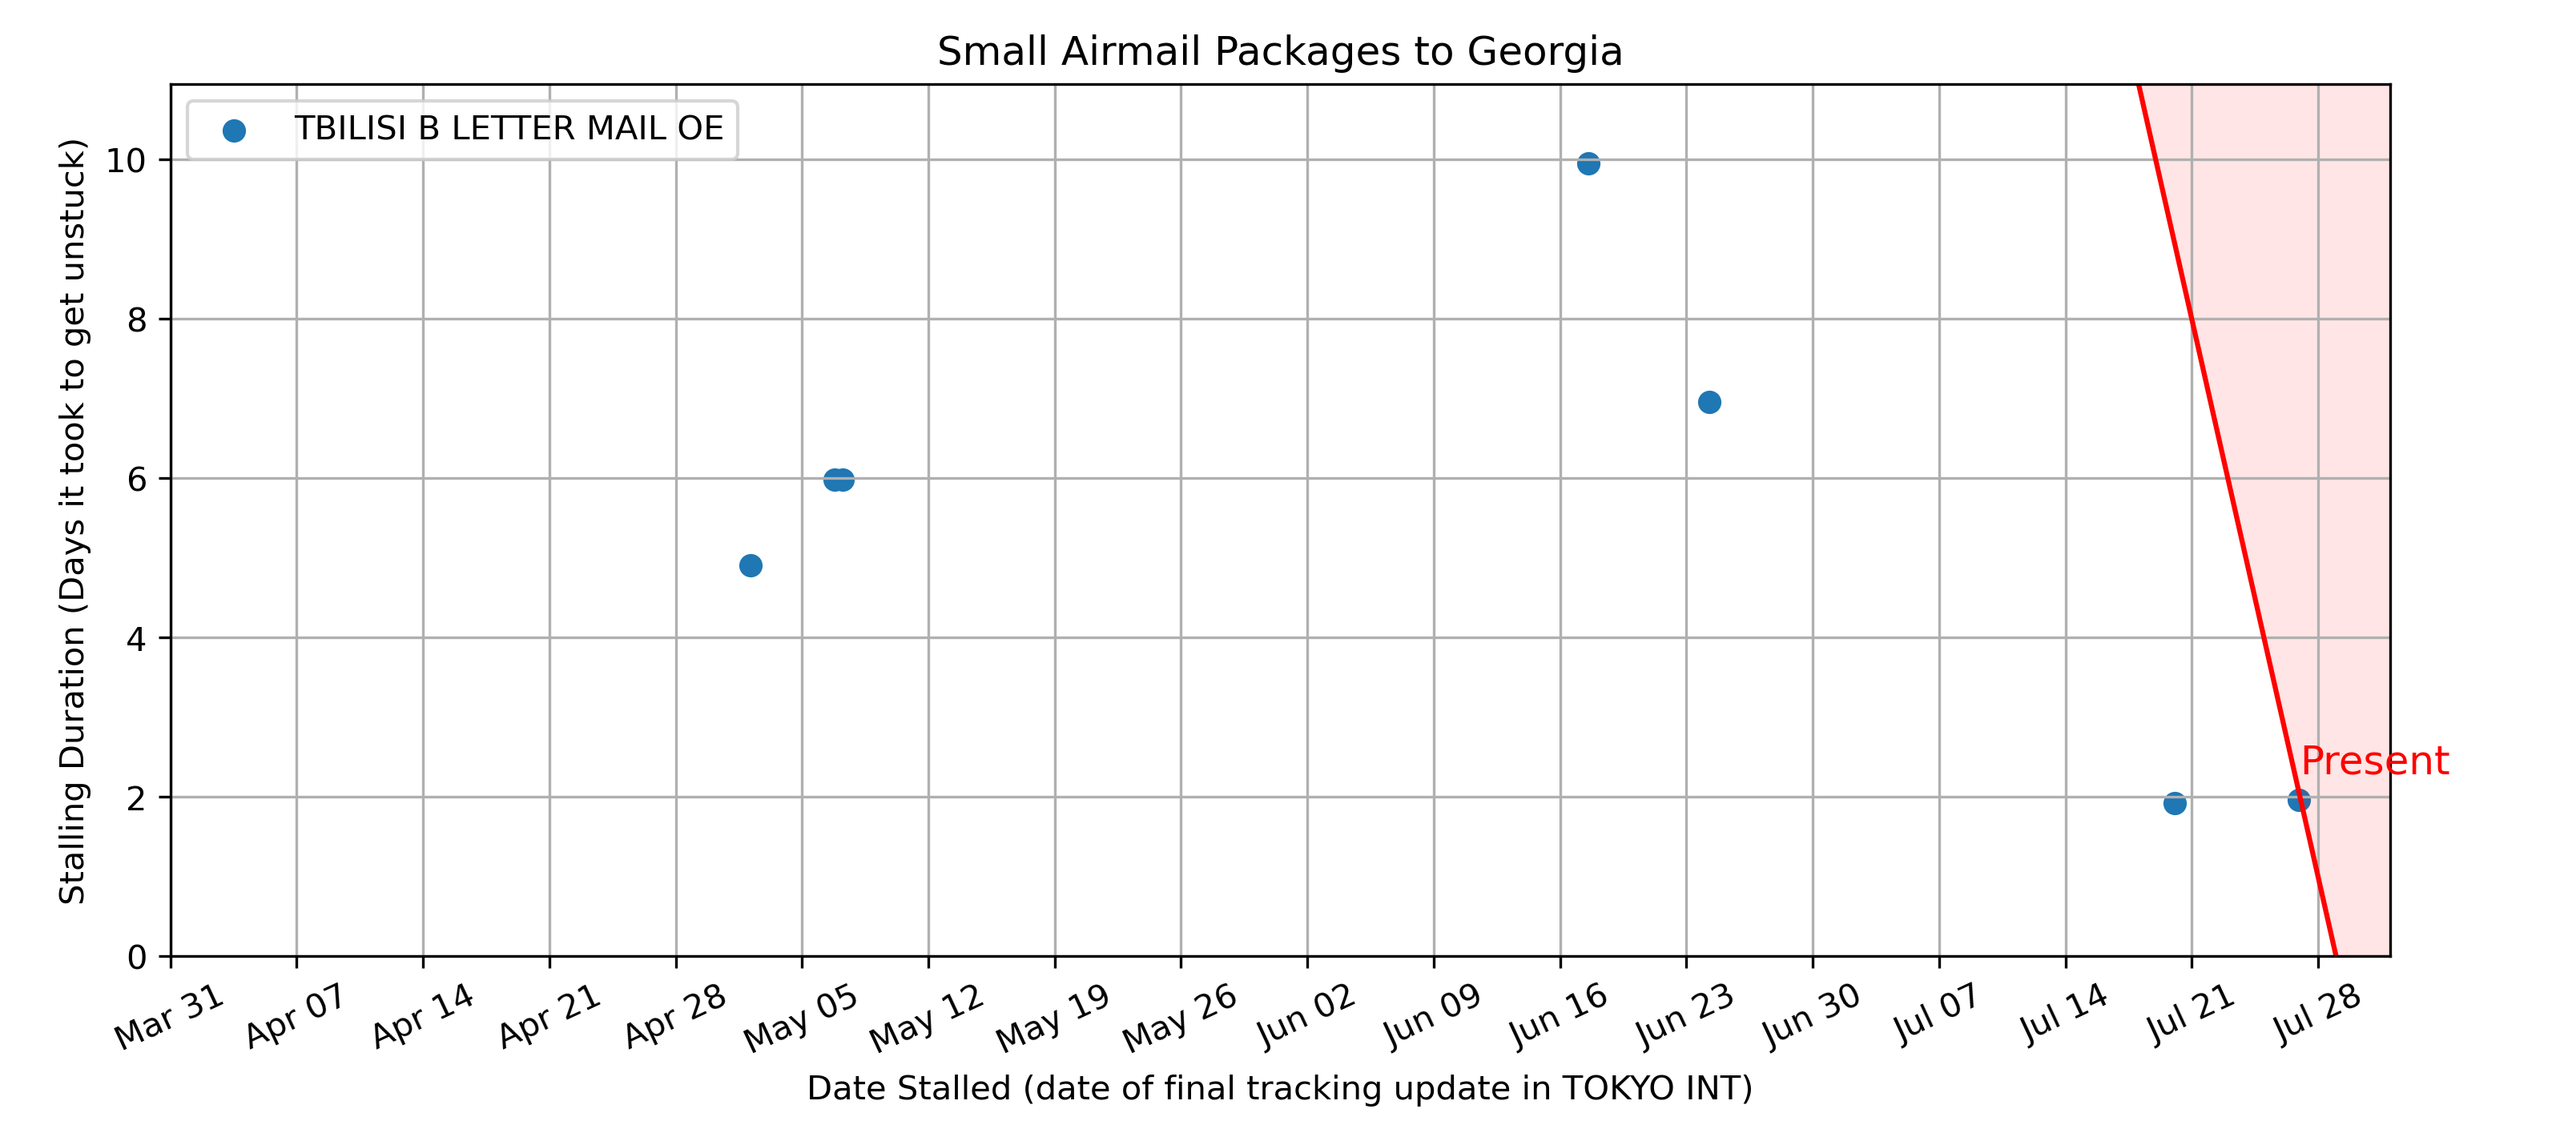 Small Airmail Packages to Georgia
TBILISI B LETTER MAIL OE
Stalling Duration (Days it took to get unstuck)
10
8
6
4
2
0
Present
Mar 31
Apr 07
Apr 14
Apr 21
Apr 28
May 05
May 12
May 19
May 26
Jun 02
Jun 09
Jun 16
Jun 23
Jun 30
Jul 07
Jul 14
Jul 21
Jul 28
Date Stalled (date of final tracking update in TOKYO INT)